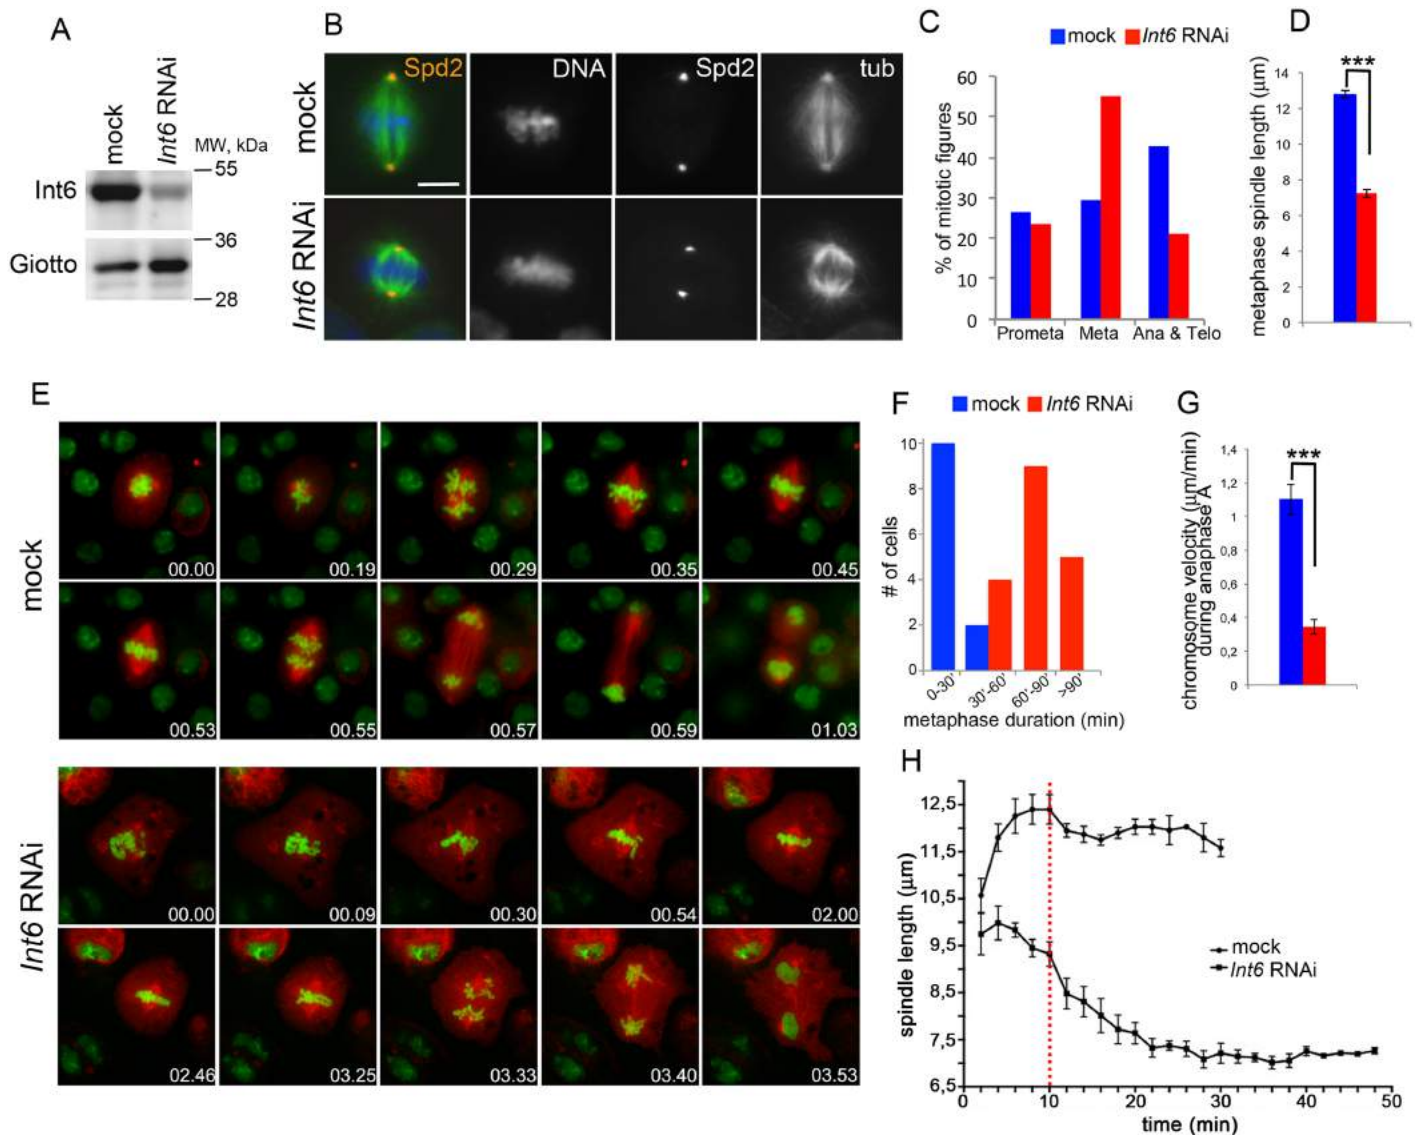 A
mock
Int6 RNAi
MW, kDa
55
Int6
36
Giotto
28
B
Spd2
DNA
Spd2
tub
mock
Int6 RNAi
C
mock
Int6 RNAi
% of mitotic figures
60
50
40
30
20
10
0
Prometa
Meta
Ana & Telo
D
***
metaphase spindle length (μm)
14
12
10
8
6
4
2
0
E
mock
00.00
00.19
00.29
00.35
00.45
00.53
00.55
00.57
00.59
01.03
Int6 RNAi
00.00
00.09
00.30
00.54
02.00
02.46
03.25
03.33
03.40
03.53
F
mock
Int6 RNAi
# of cells
10
8
6
4
2
0
0-30'
30'-60'
60'-90'
>90'
metaphase duration (min)
G
***
chromosome velocity (μm/min)
during anaphase A
1,4
1,2
1
0,8
0,6
0,4
0,2
0
H
spindle length (μm)
12,5
11,5
10,5
9,5
8,5
7,5
6,5
mock
Int6 RNAi
0
10
20
30
40
50
time (min)